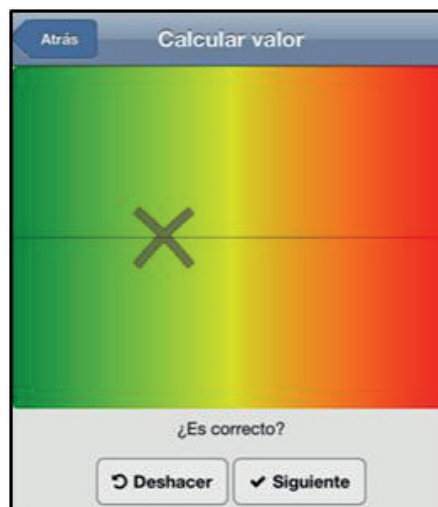 Atrás
Calcular valor
¿Es correcto?
Deshacer
Siguiente